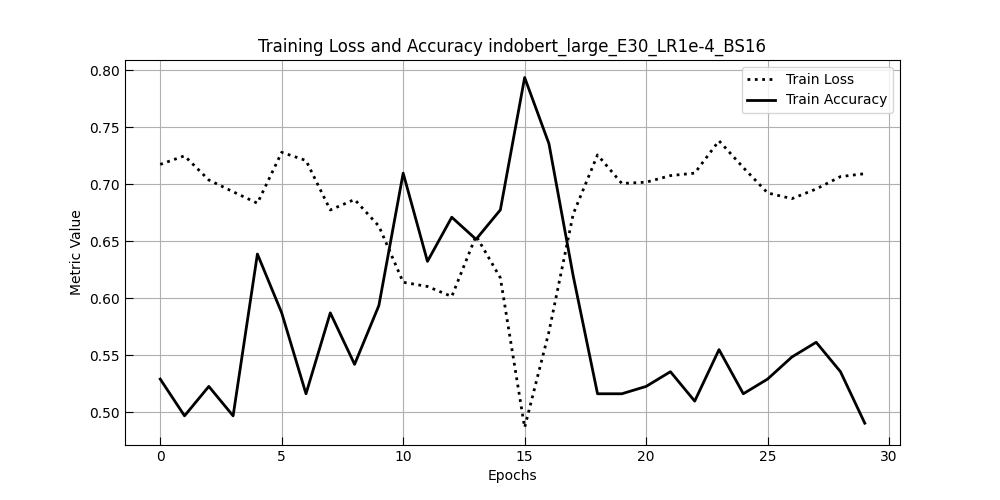 Training Loss and Accuracy indobert_large_E30_LR1e-4_BS16
Train Loss
Train Accuracy
Metric Value
0.80
0.75
0.70
0.65
0.60
0.55
0.50
0 5 10 15 20 25 30
Epochs